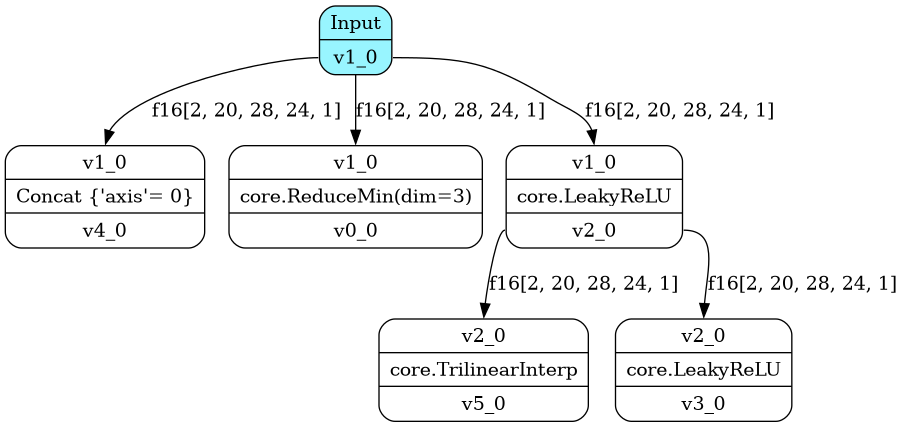 Input
v1_0
f16[2, 20, 28, 24, 1]
f16[2, 20, 28, 24, 1]
f16[2, 20, 28, 24, 1]
v1_0
Concat {'axis'= 0}
v4_0
v1_0
core.ReduceMin(dim=3)
v0_0
v1_0
core.LeakyReLU
v2_0
f16[2, 20, 28, 24, 1]
f16[2, 20, 28, 24, 1]
v2_0
core.TrilinearInterp
v5_0
v2_0
core.LeakyReLU
v3_0